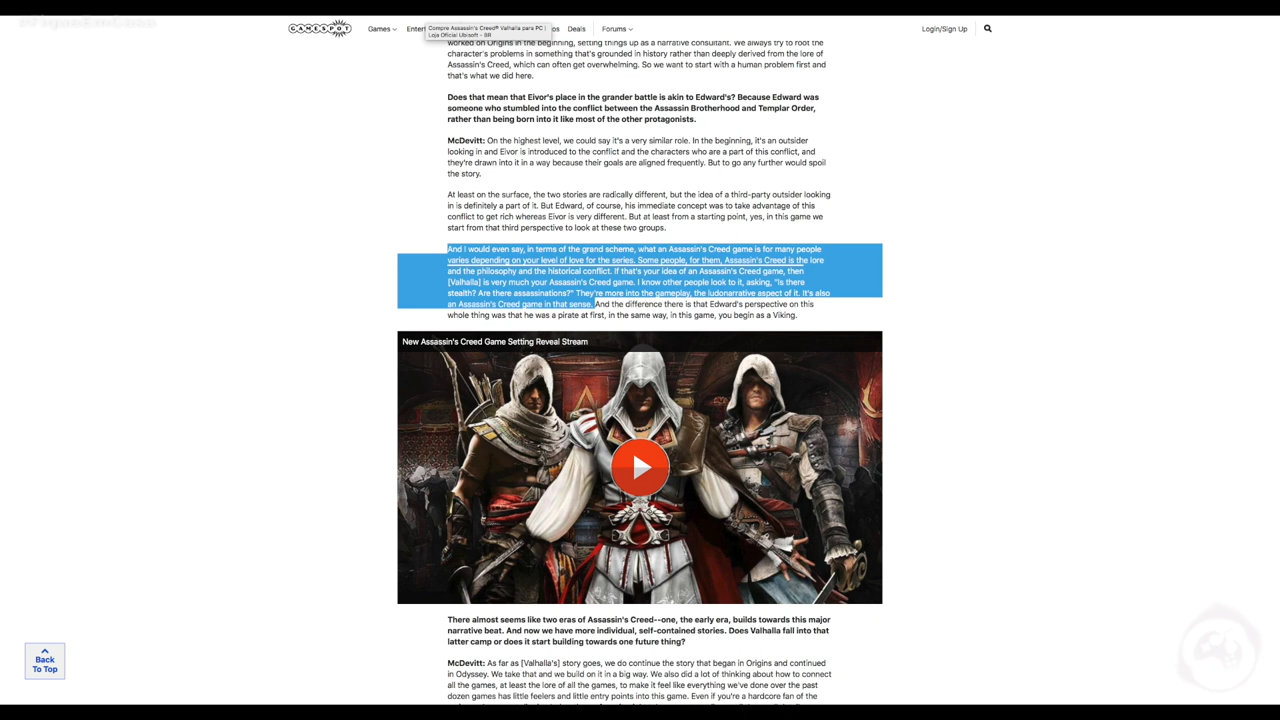 GAMESPOT
Games
Entert
Compre Assassin's Creed® Valhalla para PC |
Loja Oficial Ubisoft - BR
os
Deals
Forums
Login/Sign Up
worked on Origins in the beginning, setting things up as a narrative consultant. We always try to root the
character's problems in something that's grounded in history rather than deeply derived from the lore of
Assassin's Creed, which can often get overwhelming. So we want to start with a human problem first and
that's what we did here.
Does that mean that Eivor's place in the grander battle is akin to Edward's? Because Edward was
someone who stumbled into the conflict between the Assassin Brotherhood and Templar Order,
rather than being born into it like most of the other protagonists.
McDevitt: On the highest level, we could say it's a very similar role. In the beginning, it's an outsider
looking in and Eivor is introduced to the conflict and the characters who are a part of this conflict, and
they're drawn into it in a way because their goals are aligned frequently. But to go any further would spoil
the story.
At least on the surface, the two stories are radically different, but the idea of a third-party outsider looking
in is definitely a part of it. But Edward, of course, his immediate concept was to take advantage of this
conflict to get rich whereas Eivor is very different. But at least from a starting point, yes, in this game we
start from that third perspective to look at these two groups.
And I would even say, in terms of the grand scheme, what an Assassin's Creed game is for many people
varies depending on your level of love for the series. Some people, for them, Assassin's Creed is the lore
and the philosophy and the historical conflict. If that's your idea of an Assassin's Creed game, then
[Valhalla] is very much your Assassin's Creed game. I know other people look to it, asking, "Is there
stealth? Are there assassinations?" They're more into the gameplay, the ludonarrative aspect of it. It's also
an Assassin's Creed game in that sense. And the difference there is that Edward's perspective on this
whole thing was that he was a pirate at first, in the same way, in this game, you begin as a Viking.
New Assassin's Creed Game Setting Reveal Stream
There almost seems like two eras of Assassin's Creed--one, the early era, builds towards this major
narrative beat. And now we have more individual, self-contained stories. Does Valhalla fall into that
latter camp or does it start building towards one future thing?
McDevitt: As far as [Valhalla's] story goes, we do continue the story that began in Origins and continued
in Odyssey. We take that and we build on it in a big way. We also did a lot of thinking about how to connect
all the games, at least the lore of all the games, to make it feel like everything we've done over the past
dozen games has little feelers and little entry points into this game. Even if you're a hardcore fan of the
Back
To Top